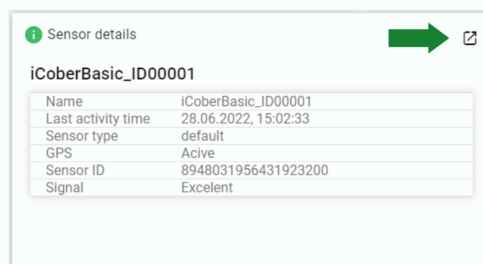 Sensor details
iCoberBasic_ID00001
Name iCoberBasic_ID00001
Last activity time 28.06.2022, 15:02:33
Sensor type default
GPS Acive
Sensor ID 8948031956431923200
Signal Excelent